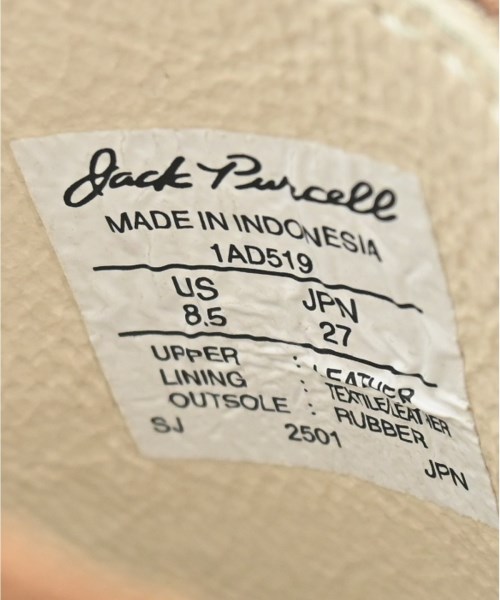 Jack Purcell
MADE IN INDONESIA
1AD519
US JPN
8.5 27
UPPER : LEATHER
LINING : TEXTILE/LEATHER
OUTSOLE : RUBBER
SJ 2501 JPN